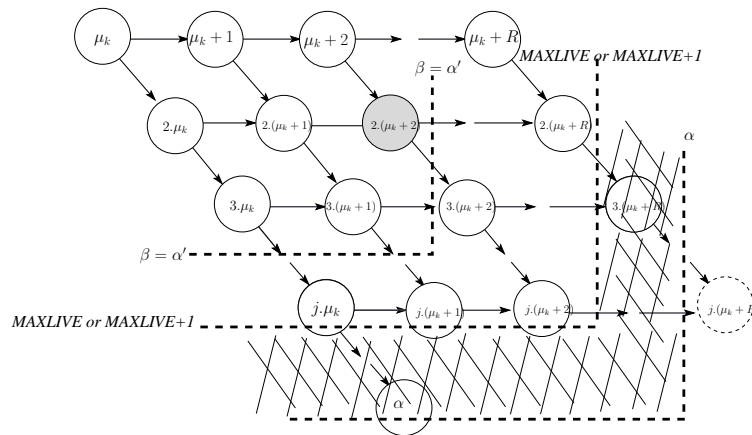 μ_k μ_k + 1 μ_k + 2 μ_k + R
MAXLIVE or MAXLIVE+1
β = α′
2.μ_k 2.(μ_k + 1) 2.(μ_k + 2) 2.(μ_k + R)
α
3.μ_k 3.(μ_k + 1) 3.(μ_k + 2) 3.(μ_k + R)
β = α′
j.μ_k j.(μ_k + 1) j.(μ_k + 2) j.(μ_k + R
MAXLIVE or MAXLIVE+1
α